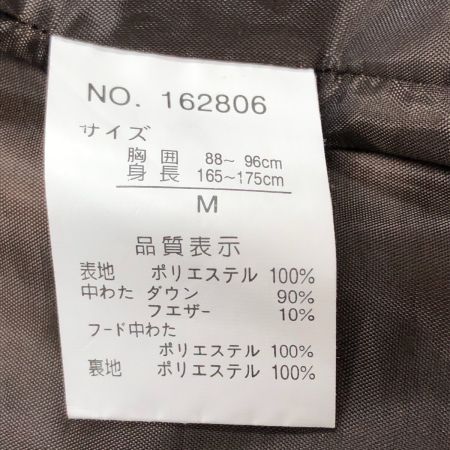 NO. 162806
サイズ
胸囲 88〜 96cm
身長 165〜175cm
M
品質表示
表地 ポリエステル 100%
中わた ダウン 90%
フエザー 10%
フード中わた
ポリエステル 100%
裏地 ポリエステル 100%